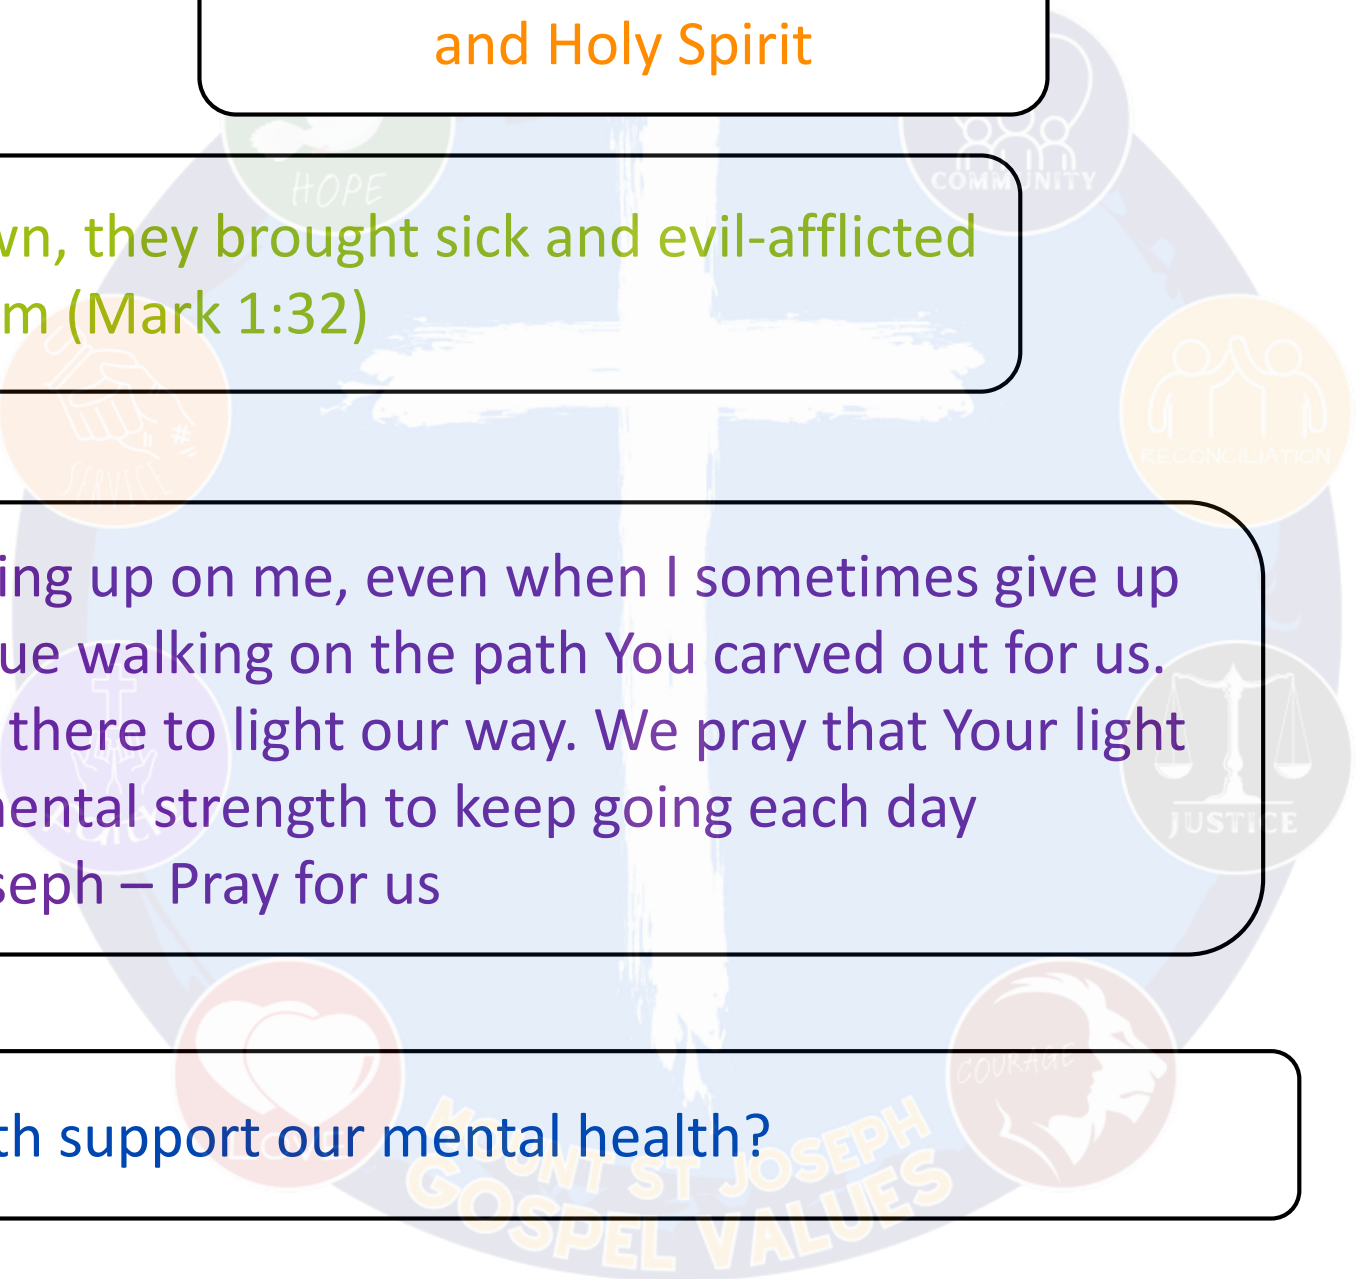 and Holy Spirit
HOPE
COMMUNITY
wn, they brought sick and evil-afflicted
m (Mark 1:32)
SERVICE
RECONCILIATION
ing up on me, even when I sometimes give up
ue walking on the path You carved out for us.
there to light our way. We pray that Your light
ental strength to keep going each day
JUSTICE
seph – Pray for us
COURAGE
th support our mental health?
LOVE
MOUNT ST JOSEPH
GOSPEL VALUES